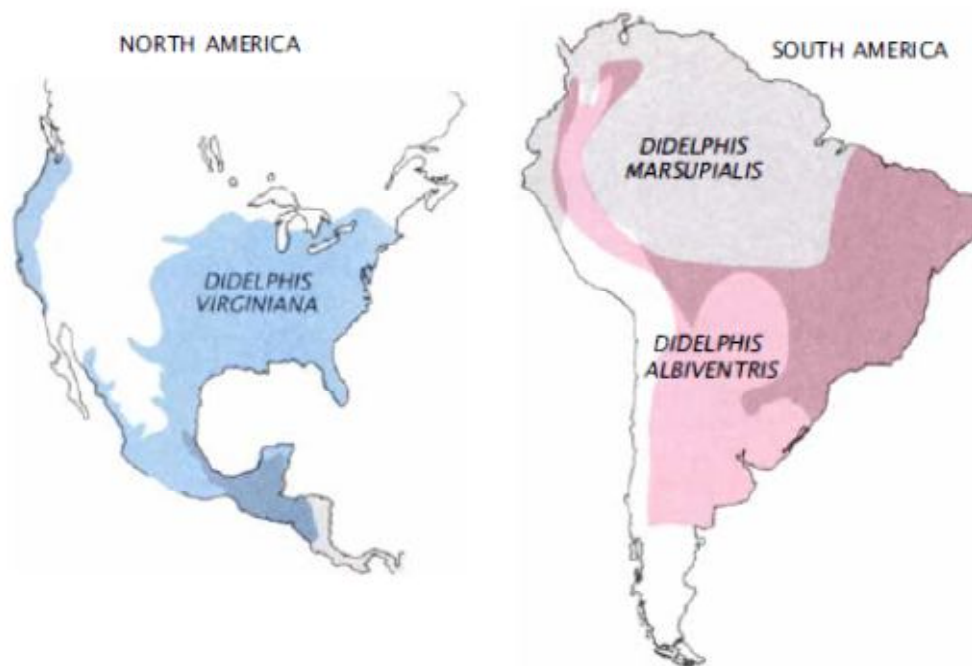 NORTH AMERICA
SOUTH AMERICA
DIDELPHIS
MARSUPIALIS
DIDELPHIS
VIRGINIANA
DIDELPHIS
ALBIVENTRIS